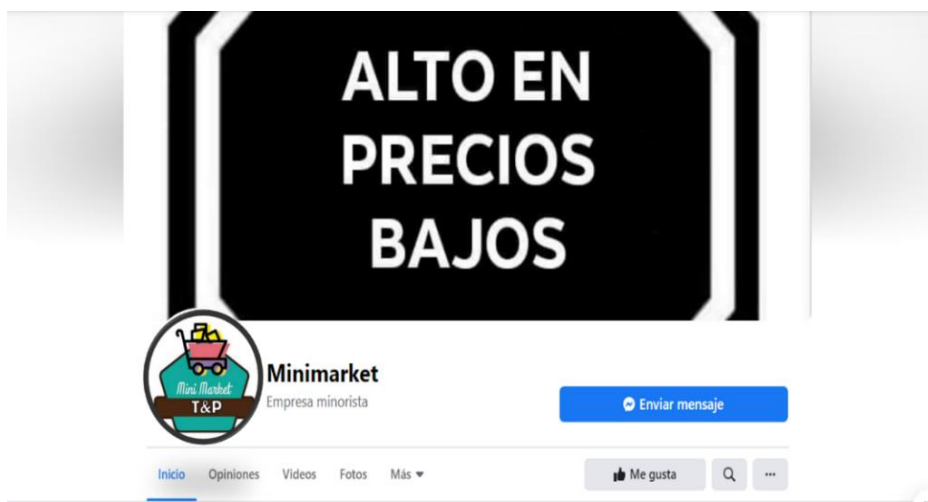 ALTO EN
PRECIOS
BAJOS
Mini Market
T&P
Minimarket
Empresa minorista
Enviar mensaje
Inicio Opiniones Videos Fotos Más
Me gusta